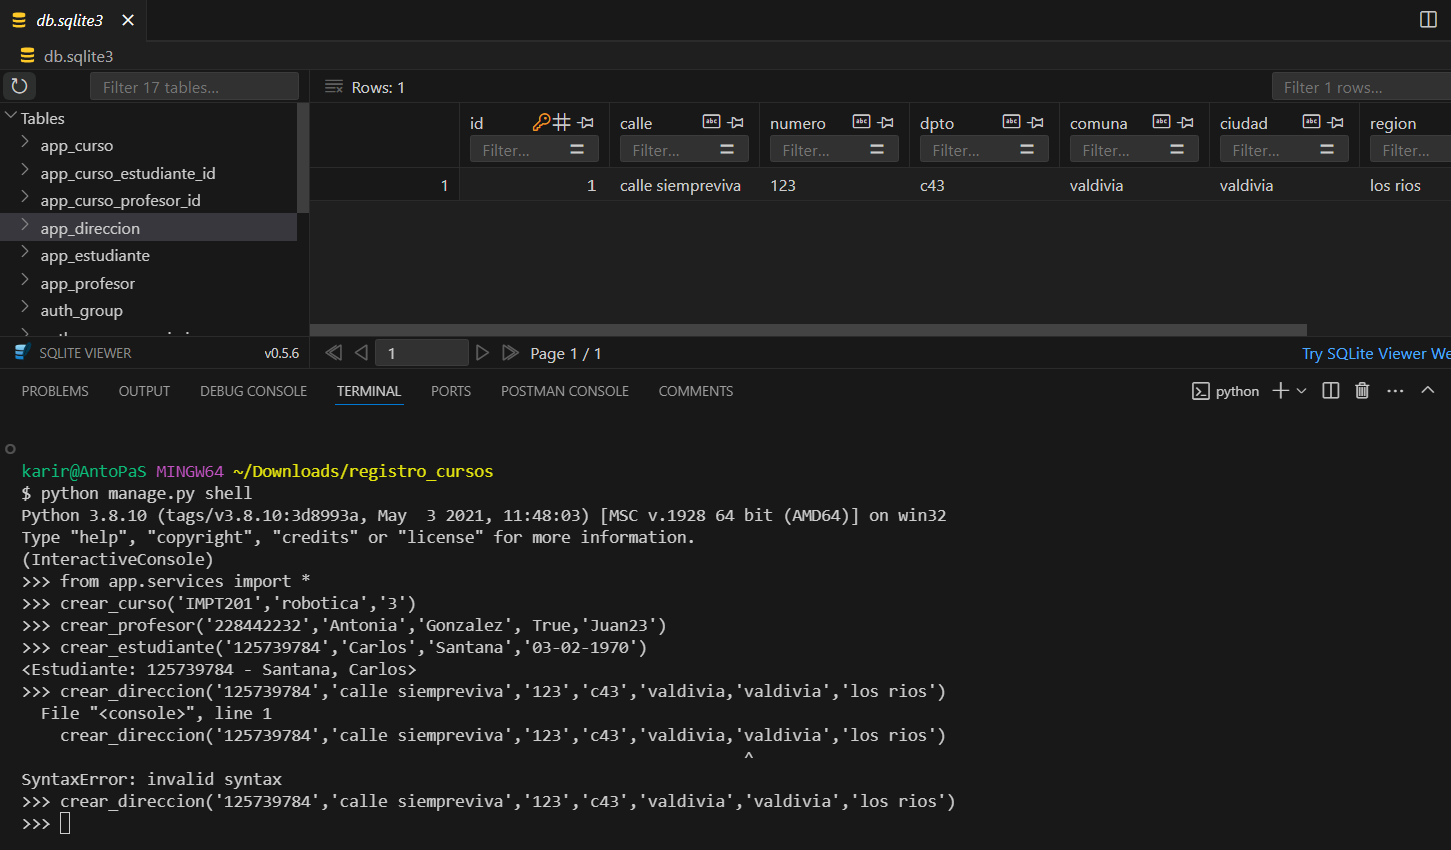 db.sqlite3
db.sqlite3
Filter 17 tables...
Rows: 1
Filter 1 rows...
Tables
app_curso
app_curso_estudiante_id
app_curso_profesor_id
app_direccion
app_estudiante
app_profesor
auth_group
id calle numero dpto comuna ciudad region
Filter... Filter... Filter... Filter... Filter... Filter... Filter...
1 1 calle siempreviva 123 c43 valdivia valdivia los rios
SQLITE VIEWER v0.5.6
1 Page 1 / 1
Try SQLite Viewer We
PROBLEMS OUTPUT DEBUG CONSOLE TERMINAL PORTS POSTMAN CONSOLE COMMENTS
python
karir@AntoPaS MINGW64 ~/Downloads/registro_cursos
$ python manage.py shell
Python 3.8.10 (tags/v3.8.10:3d8993a, May  3 2021, 11:48:03) [MSC v.1928 64 bit (AMD64)] on win32
Type "help", "copyright", "credits" or "license" for more information.
(InteractiveConsole)
>>> from app.services import *
>>> crear_curso('IMPT201','robotica','3')
>>> crear_profesor('228442232','Antonia','Gonzalez', True,'Juan23')
>>> crear_estudiante('125739784','Carlos','Santana','03-02-1970')
<Estudiante: 125739784 - Santana, Carlos>
>>> crear_direccion('125739784','calle siempreviva','123','c43','valdivia,'valdivia','los rios')
File "<console>", line 1
crear_direccion('125739784','calle siempreviva','123','c43','valdivia,'valdivia','los rios')
^
SyntaxError: invalid syntax
>>> crear_direccion('125739784','calle siempreviva','123','c43','valdivia','valdivia','los rios')
>>>